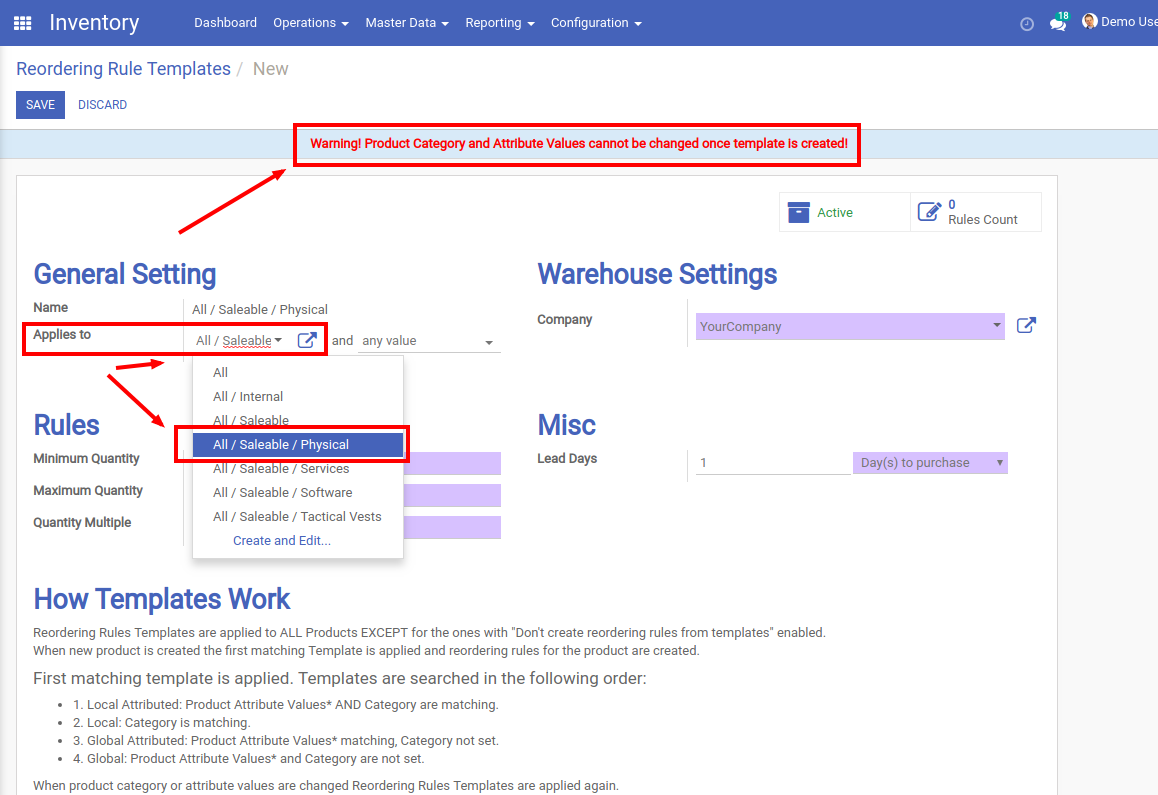 Inventory Dashboard Operations Master Data Reporting Configuration 18 Demo Use
Reordering Rule Templates / New
SAVE DISCARD
Warning! Product Category and Attribute Values cannot be changed once template is created!
Active
0
Rules Count
General Setting
Name All / Saleable / Physical
Applies to All / Saleable and any value
All
All / Internal
All / Saleable
All / Saleable / Physical
All / Saleable / Services
All / Saleable / Software
All / Saleable / Tactical Vests
Create and Edit...
Warehouse Settings
Company YourCompany
Rules
Minimum Quantity
Maximum Quantity
Quantity Multiple
Misc
Lead Days 1 Day(s) to purchase
How Templates Work
Reordering Rules Templates are applied to ALL Products EXCEPT for the ones with "Don't create reordering rules from templates" enabled.
When new product is created the first matching Template is applied and reordering rules for the product are created.
First matching template is applied. Templates are searched in the following order:
• 1. Local Attributed: Product Attribute Values* AND Category are matching.
• 2. Local: Category is matching.
• 3. Global Attributed: Product Attribute Values* matching, Category not set.
• 4. Global: Product Attribute Values* and Category are not set.
When product category or attribute values are changed Reordering Rules Templates are applied again.